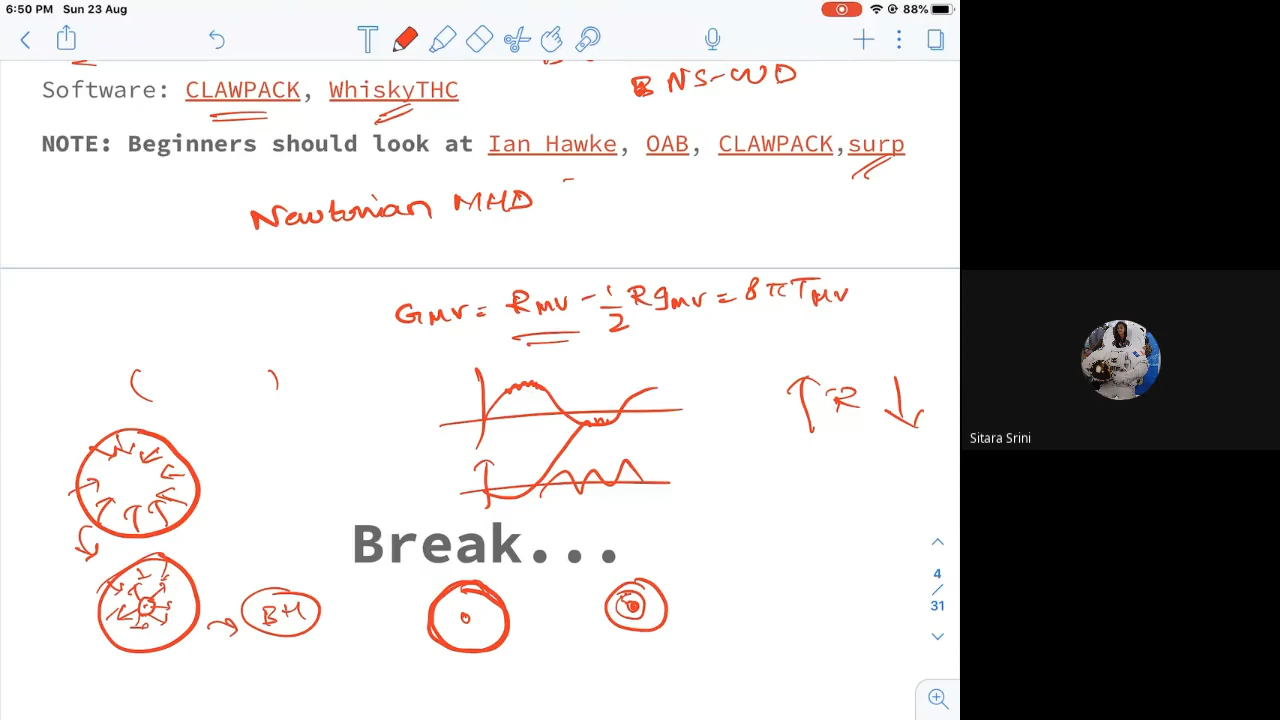 6:50 PM Sun 23 Aug 88%
NS-WD
Software: CLAWPACK, WhiskyTHC
NOTE: Beginners should look at Ian Hawke, OAB, CLAWPACK,surp
Newtonian MHD
Gμν = Rμν - 1/2 Rgμν = 8πTμν
R
Sitara Srini
Break...
BH
4
/
31